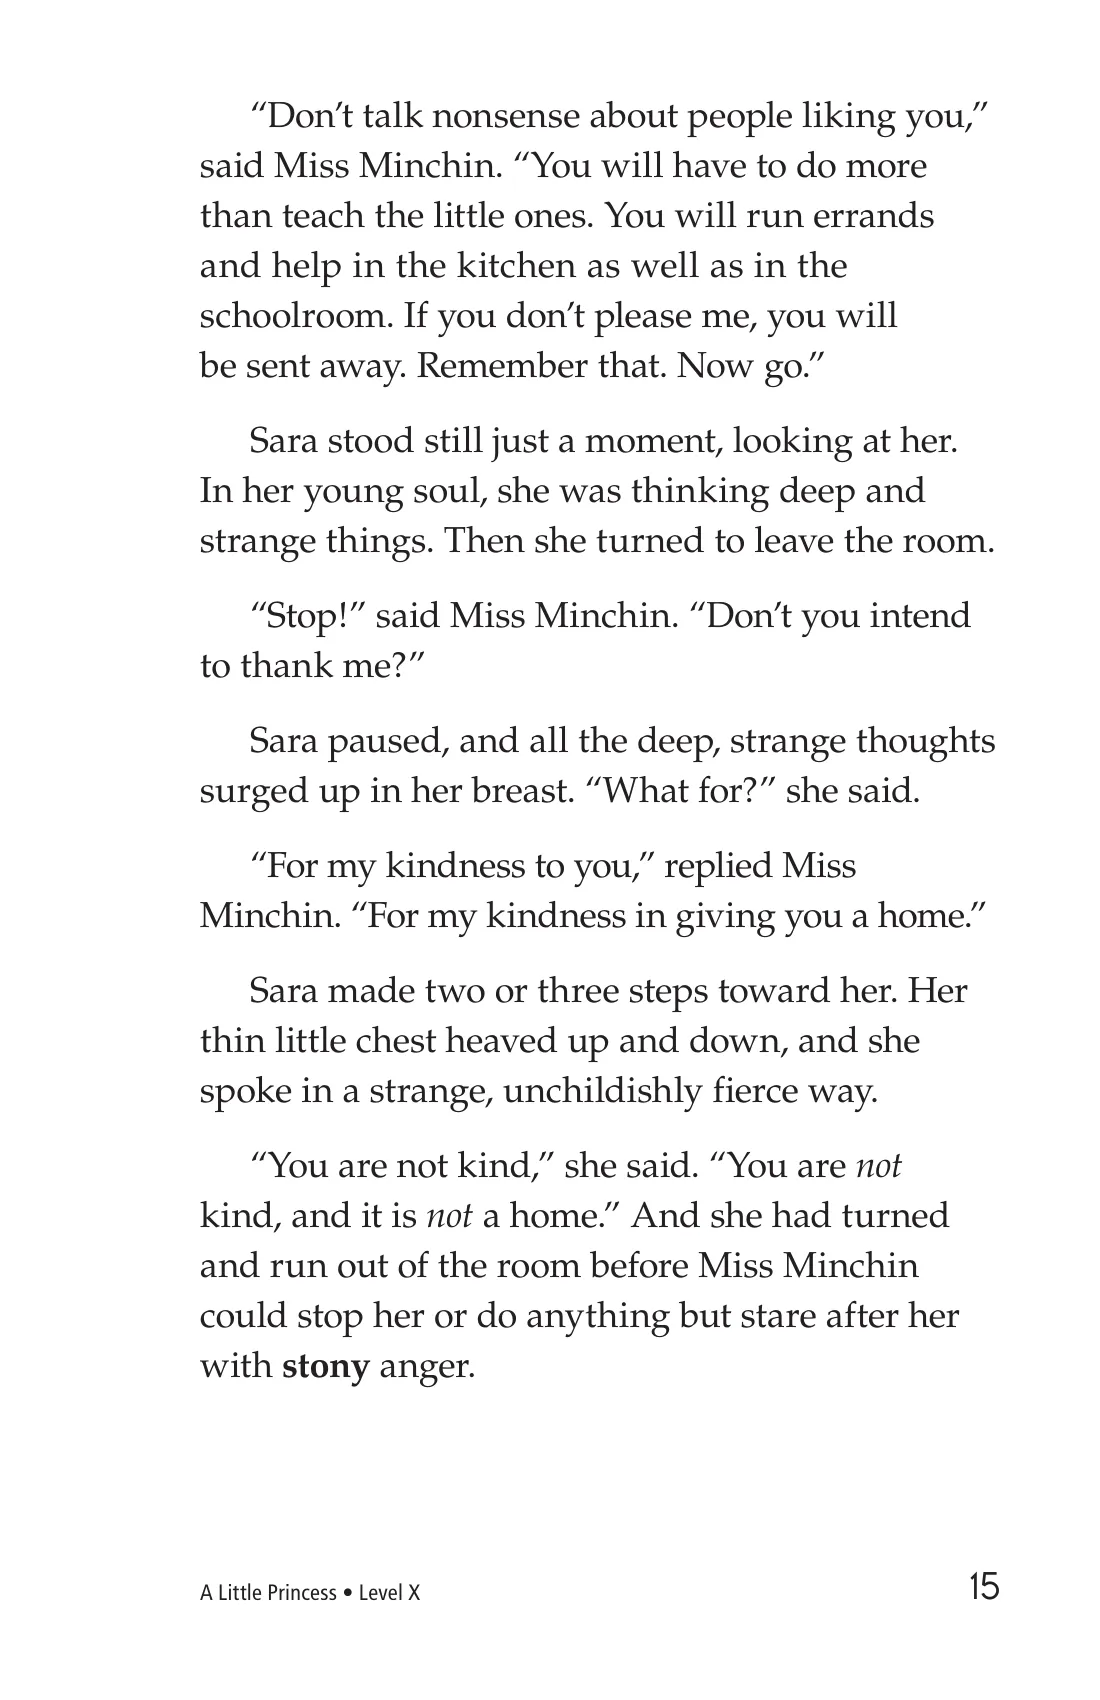 “Don’t talk nonsense about people liking you,”
said Miss Minchin. “You will have to do more
than teach the little ones. You will run errands
and help in the kitchen as well as in the
schoolroom. If you don’t please me, you will
be sent away. Remember that. Now go.”
Sara stood still just a moment, looking at her.
In her young soul, she was thinking deep and
strange things. Then she turned to leave the room.
“Stop!” said Miss Minchin. “Don’t you intend
to thank me?”
Sara paused, and all the deep, strange thoughts
surged up in her breast. “What for?” she said.
“For my kindness to you,” replied Miss
Minchin. “For my kindness in giving you a home.”
Sara made two or three steps toward her. Her
thin little chest heaved up and down, and she
spoke in a strange, unchildishly fierce way.
“You are not kind,” she said. “You are not
kind, and it is not a home.” And she had turned
and run out of the room before Miss Minchin
could stop her or do anything but stare after her
with stony anger.
A Little Princess • Level X 15